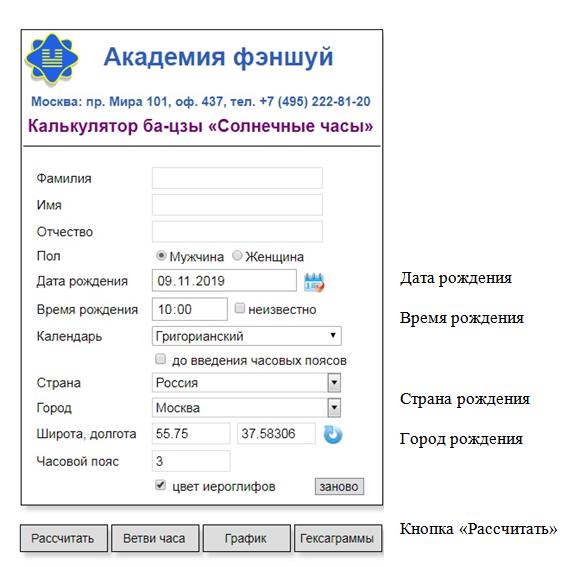 Академия фэншуй
Москва: пр. Мира 101, оф. 437, тел. +7 (495) 222-81-20
Калькулятор ба-цзы «Солнечные часы»
Фамилия
Имя
Отчество
Пол Мужчина Женщина
Дата рождения 09.11.2019 Дата рождения
Время рождения 10:00 неизвестно Время рождения
Календарь Григорианский
до введения часовых поясов
Страна Россия Страна рождения
Город Москва Город рождения
Широта, долгота 55.75 37.58306
Часовой пояс 3
цвет иероглифов заново
Рассчитать Ветви часа График Гексаграммы Кнопка «Рассчитать»